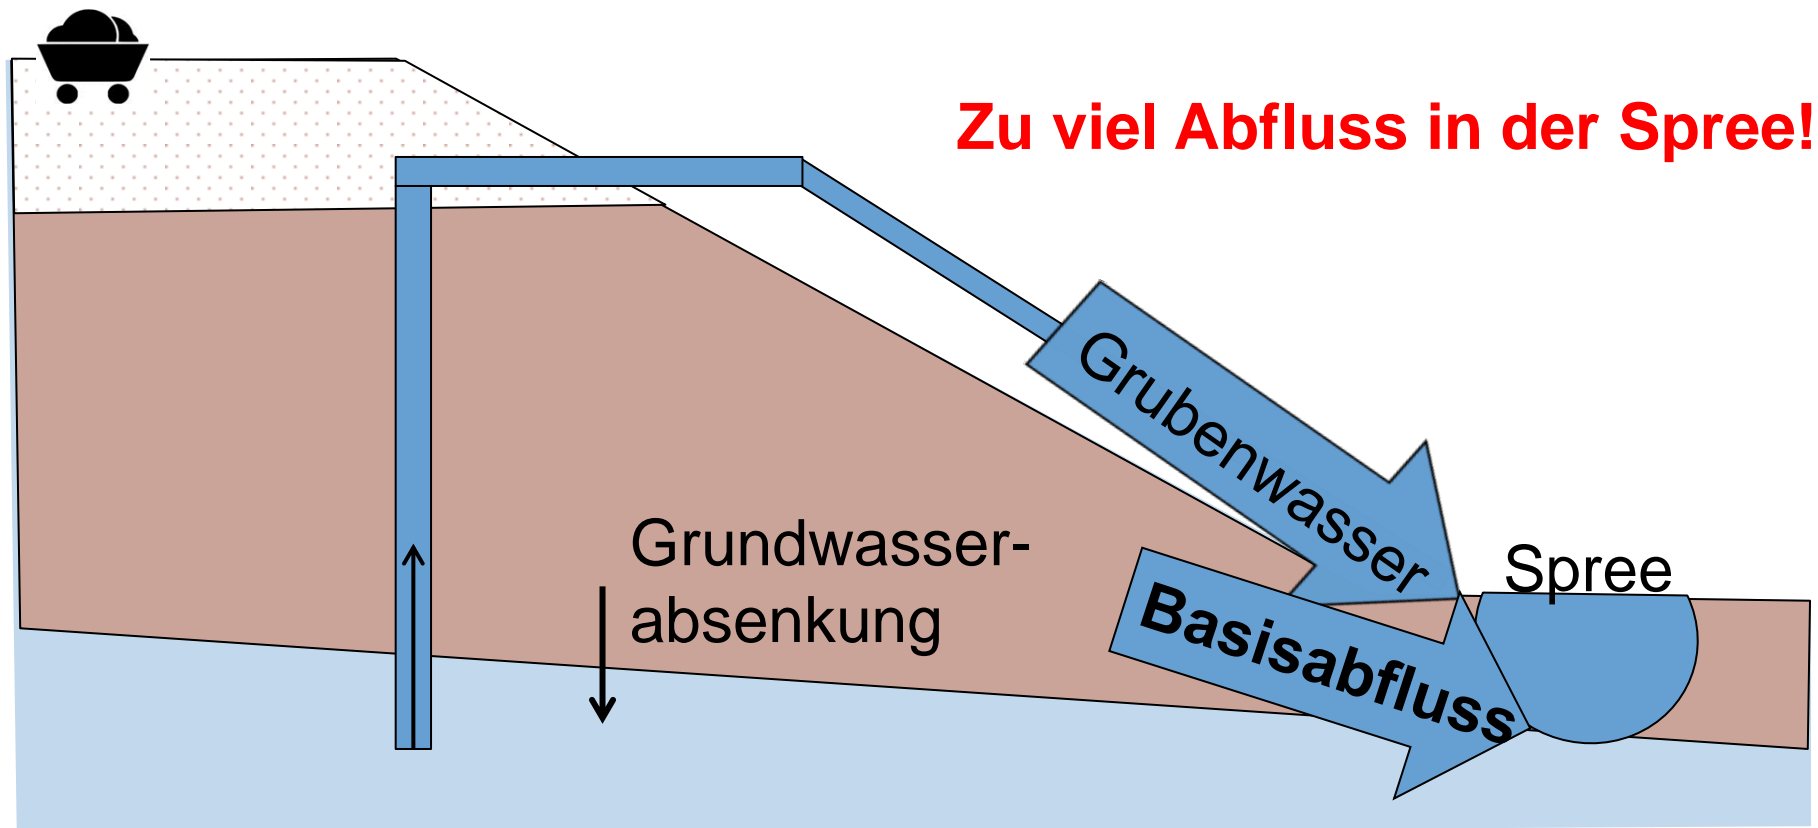 Zu viel Abfluss in der Spree!
Grubenwasser
Grundwasser-
absenkung
Spree
Basisabfluss